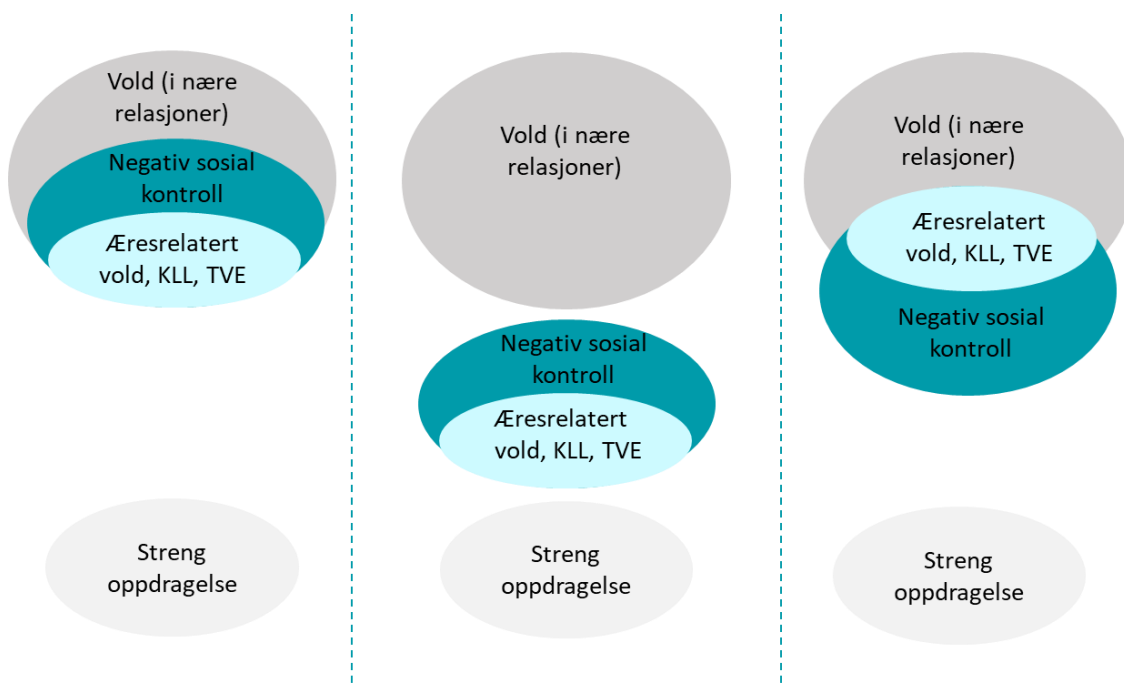 Vold (i nære
relasjoner)
Negativ sosial
kontroll
Æresrelatert
vold, KLL, TVE
Streng
oppdragelse
Vold (i nære
relasjoner)
Negativ sosial
kontroll
Æresrelatert
vold, KLL, TVE
Streng
oppdragelse
Vold (i nære
relasjoner)
Æresrelatert
vold, KLL, TVE
Negativ sosial
kontroll
Streng
oppdragelse